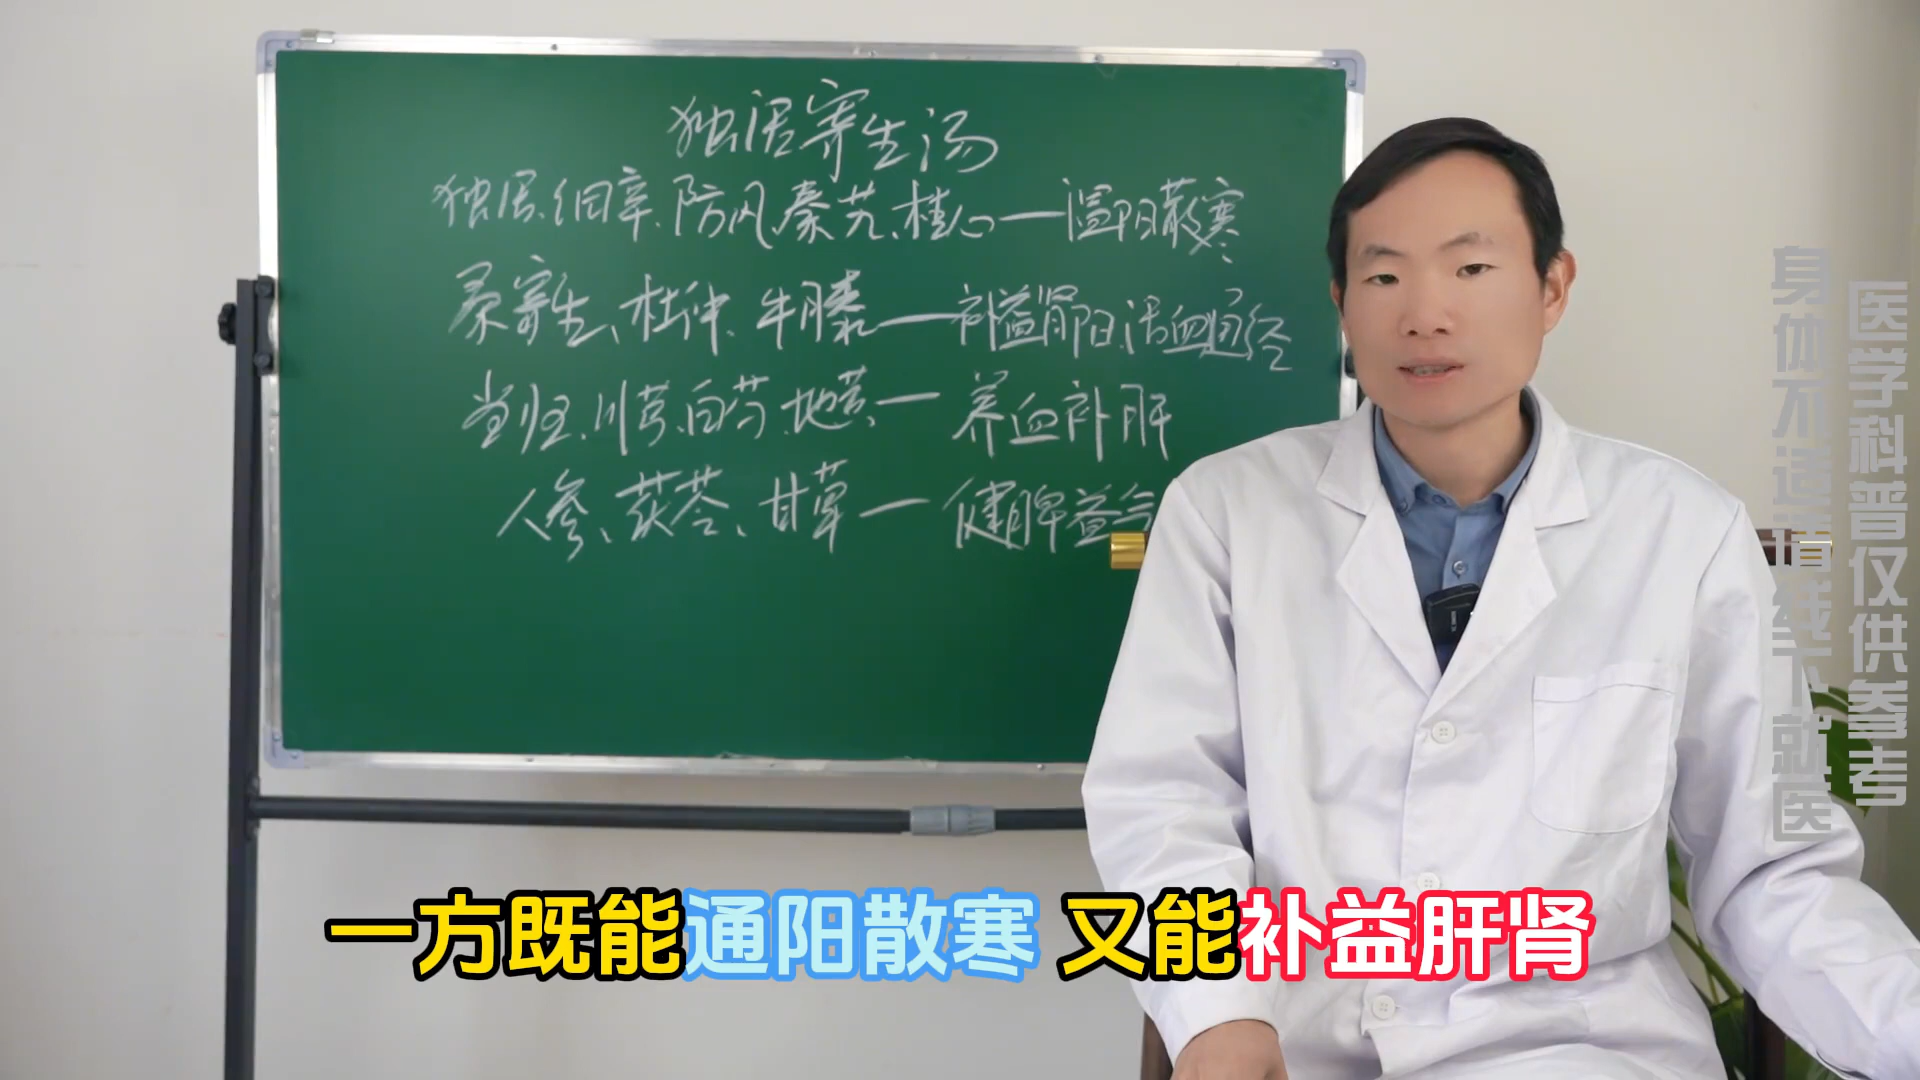 独活寄生汤
独活、细辛、防风、秦艽、桂心—温阳散寒
桑寄生、杜仲、牛膝—补益肾阳、活血通经
当归、川芎、白芍、地黄、—养血补肝
人参、茯苓、甘草—健脾益气
医学科普仅供参考
身体不适请线下就医
一方既能通阳散寒 又能补益肝肾